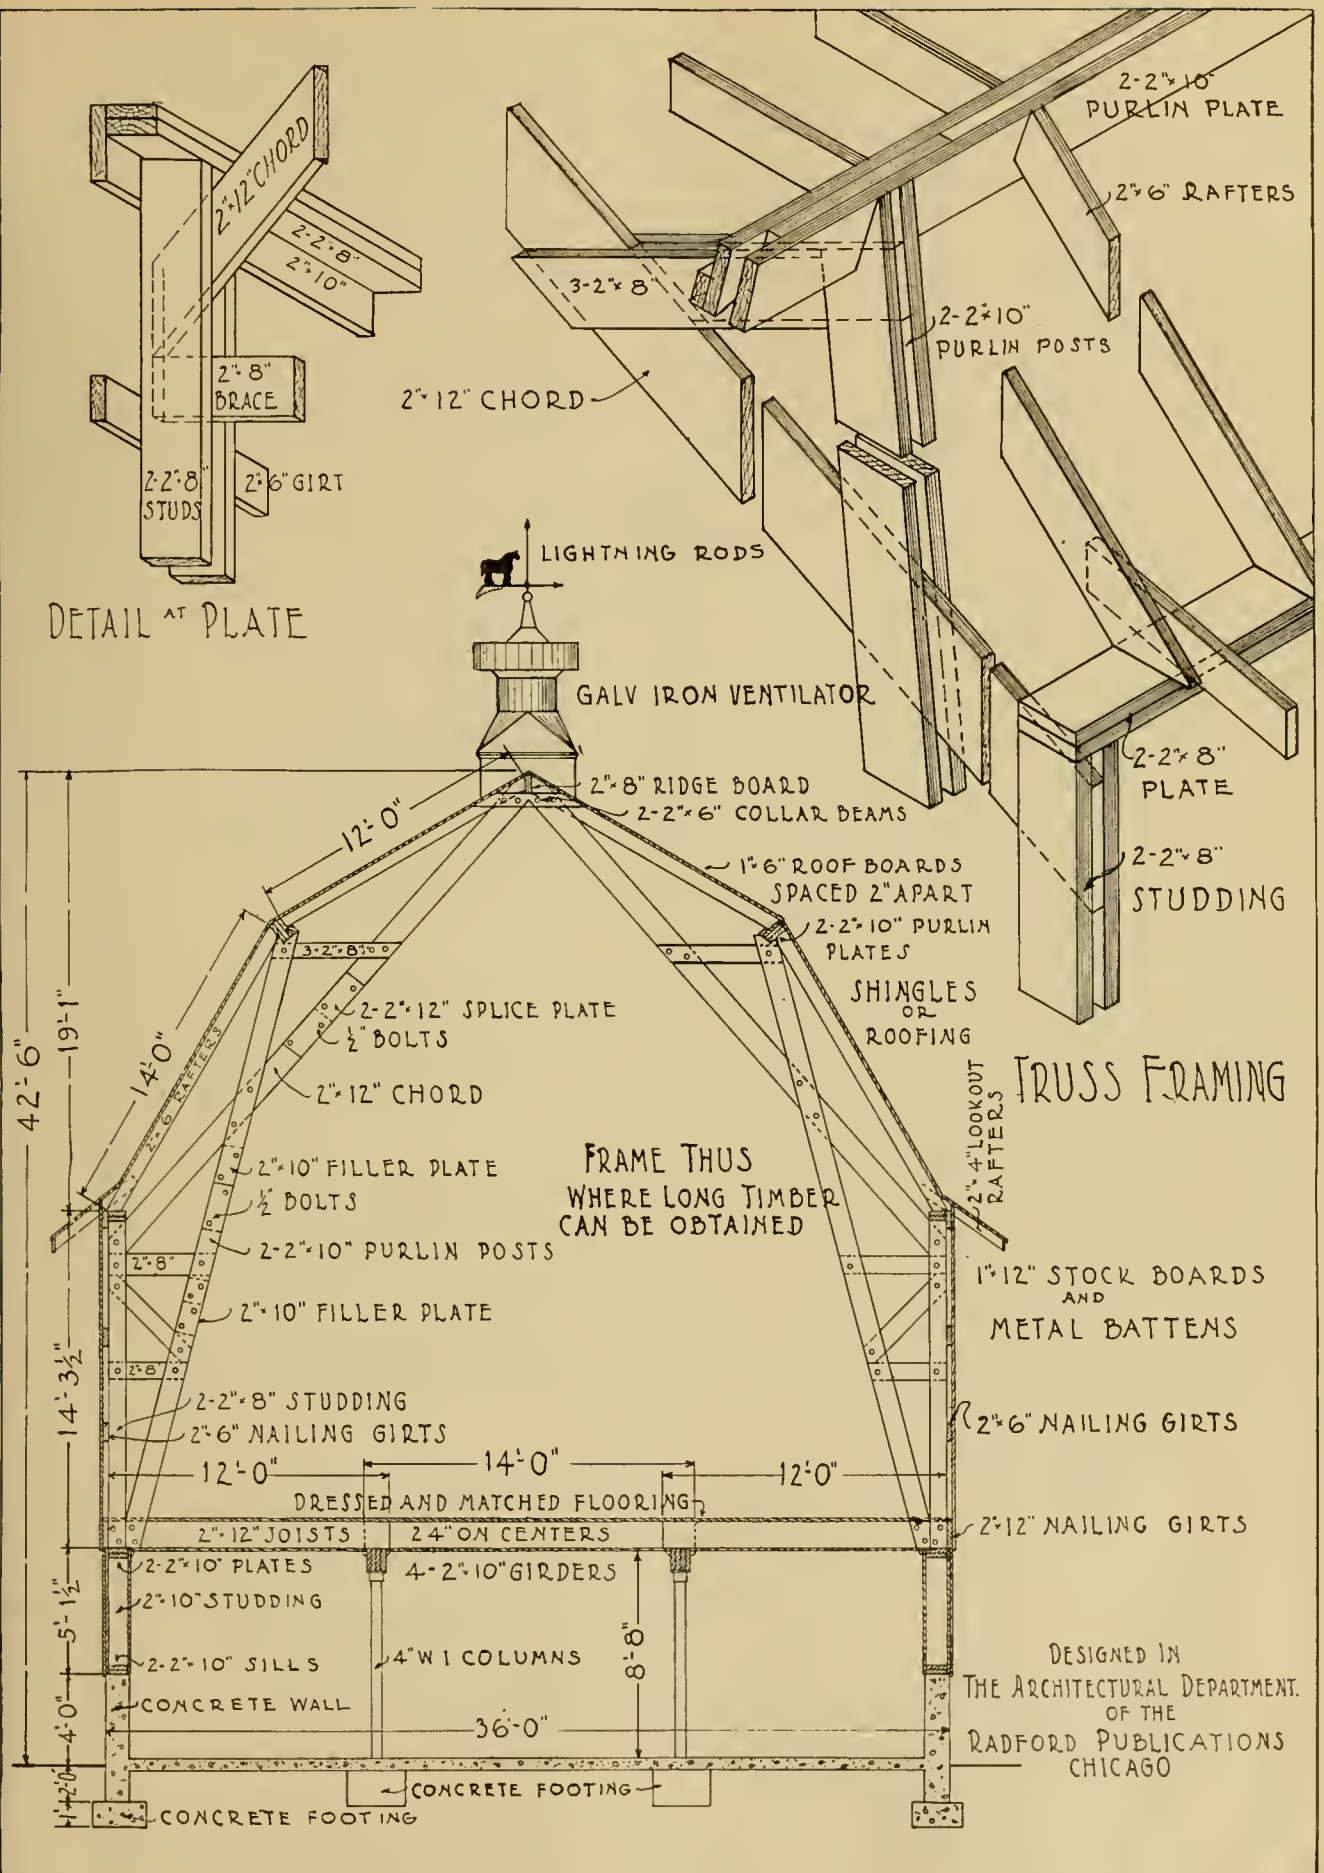 2"×12" CHORD
2-2"×8"
2"×10"
2"×8"
BRACE
2-2"×8"
STUDS
2"×6" GIRT
DETAIL AT PLATE
2-2"×10"
PURLIN PLATE
2"×6" RAFTERS
3-2"×8"
2-2"×10"
PURLIN POSTS
2"×12" CHORD
2-2"×8"
PLATE
2-2"×8"
STUDDING
TRUSS FRAMING
LIGHTNING RODS
GALV IRON VENTILATOR
2"×8" RIDGE BOARD
2-2"×6" COLLAR BEAMS
12'-0"
1"×6" ROOF BOARDS
SPACED 2" APART
2-2"×10" PURLIN
PLATES
3-2"×8"
SHINGLES
OR
ROOFING
2-2"×12" SPLICE PLATE
½" BOLTS
14'-0"
2"×6 RAFTERS
2"×12" CHORD
42'-6"
19'-1"
2"×4" LOOKOUT
RAFTERS
2"×10" FILLER PLATE
½" BOLTS
FRAME THUS
WHERE LONG TIMBER
CAN BE OBTAINED
2-2"×10" PURLIN POSTS
2"×8"
2"×10" FILLER PLATE
1"×12" STOCK BOARDS
AND
METAL BATTENS
2"×8"
14'-3½"
2-2"×8" STUDDING
2"×6" NAILING GIRTS
2"×6" NAILING GIRTS
12'-0"
14'-0"
12'-0"
DRESSED AND MATCHED FLOORING
2"×12" JOISTS
24" ON CENTERS
2"×12" NAILING GIRTS
2-2"×10" PLATES
4-2"×10" GIRDERS
2"×10" STUDDING
5'-1½"
2-2"×10" SILLS
4" W I COLUMNS
8'-8"
CONCRETE WALL
4'-0"
36'-0"
2'-0"
1'
CONCRETE FOOTING
CONCRETE FOOTING
DESIGNED IN
THE ARCHITECTURAL DEPARTMENT.
OF THE
RADFORD PUBLICATIONS
CHICAGO